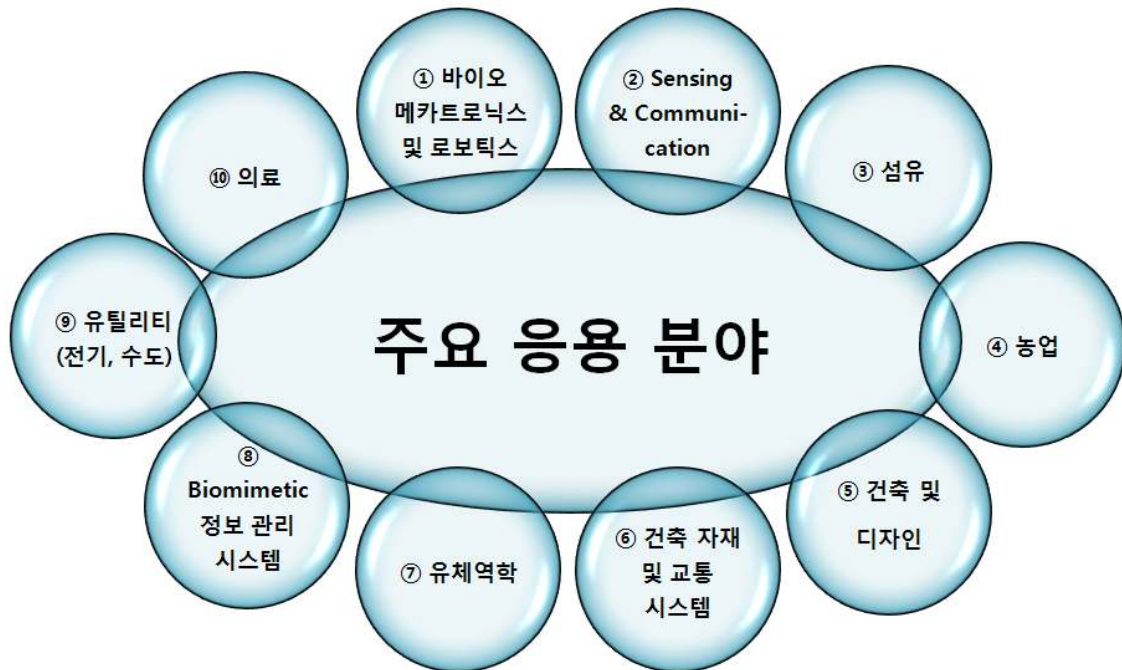 ① 바이오
메카트로닉스
및 로보틱스
② Sensing
& Communi-
cation
③ 섬유
④ 농업
⑤ 건축 및
디자인
⑥ 건축 자재
및 교통
시스템
⑦ 유체역학
⑧
Biomimetic
정보 관리
시스템
⑨ 유틸리티
(전기, 수도)
⑩ 의료
주요 응용 분야